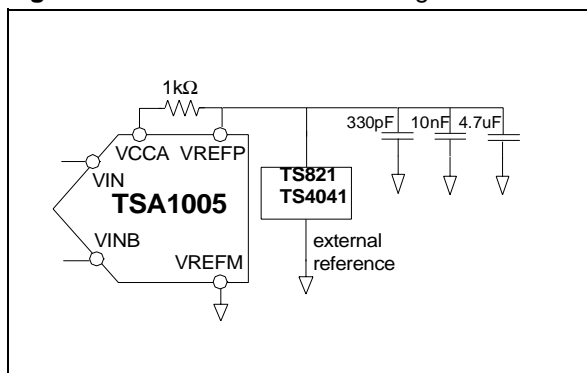 1kΩ
330pF 10nF 4.7uF
VCCA VREFP
VIN
TS821
TS4041
TSA1005
VINB
external
reference
VREFM